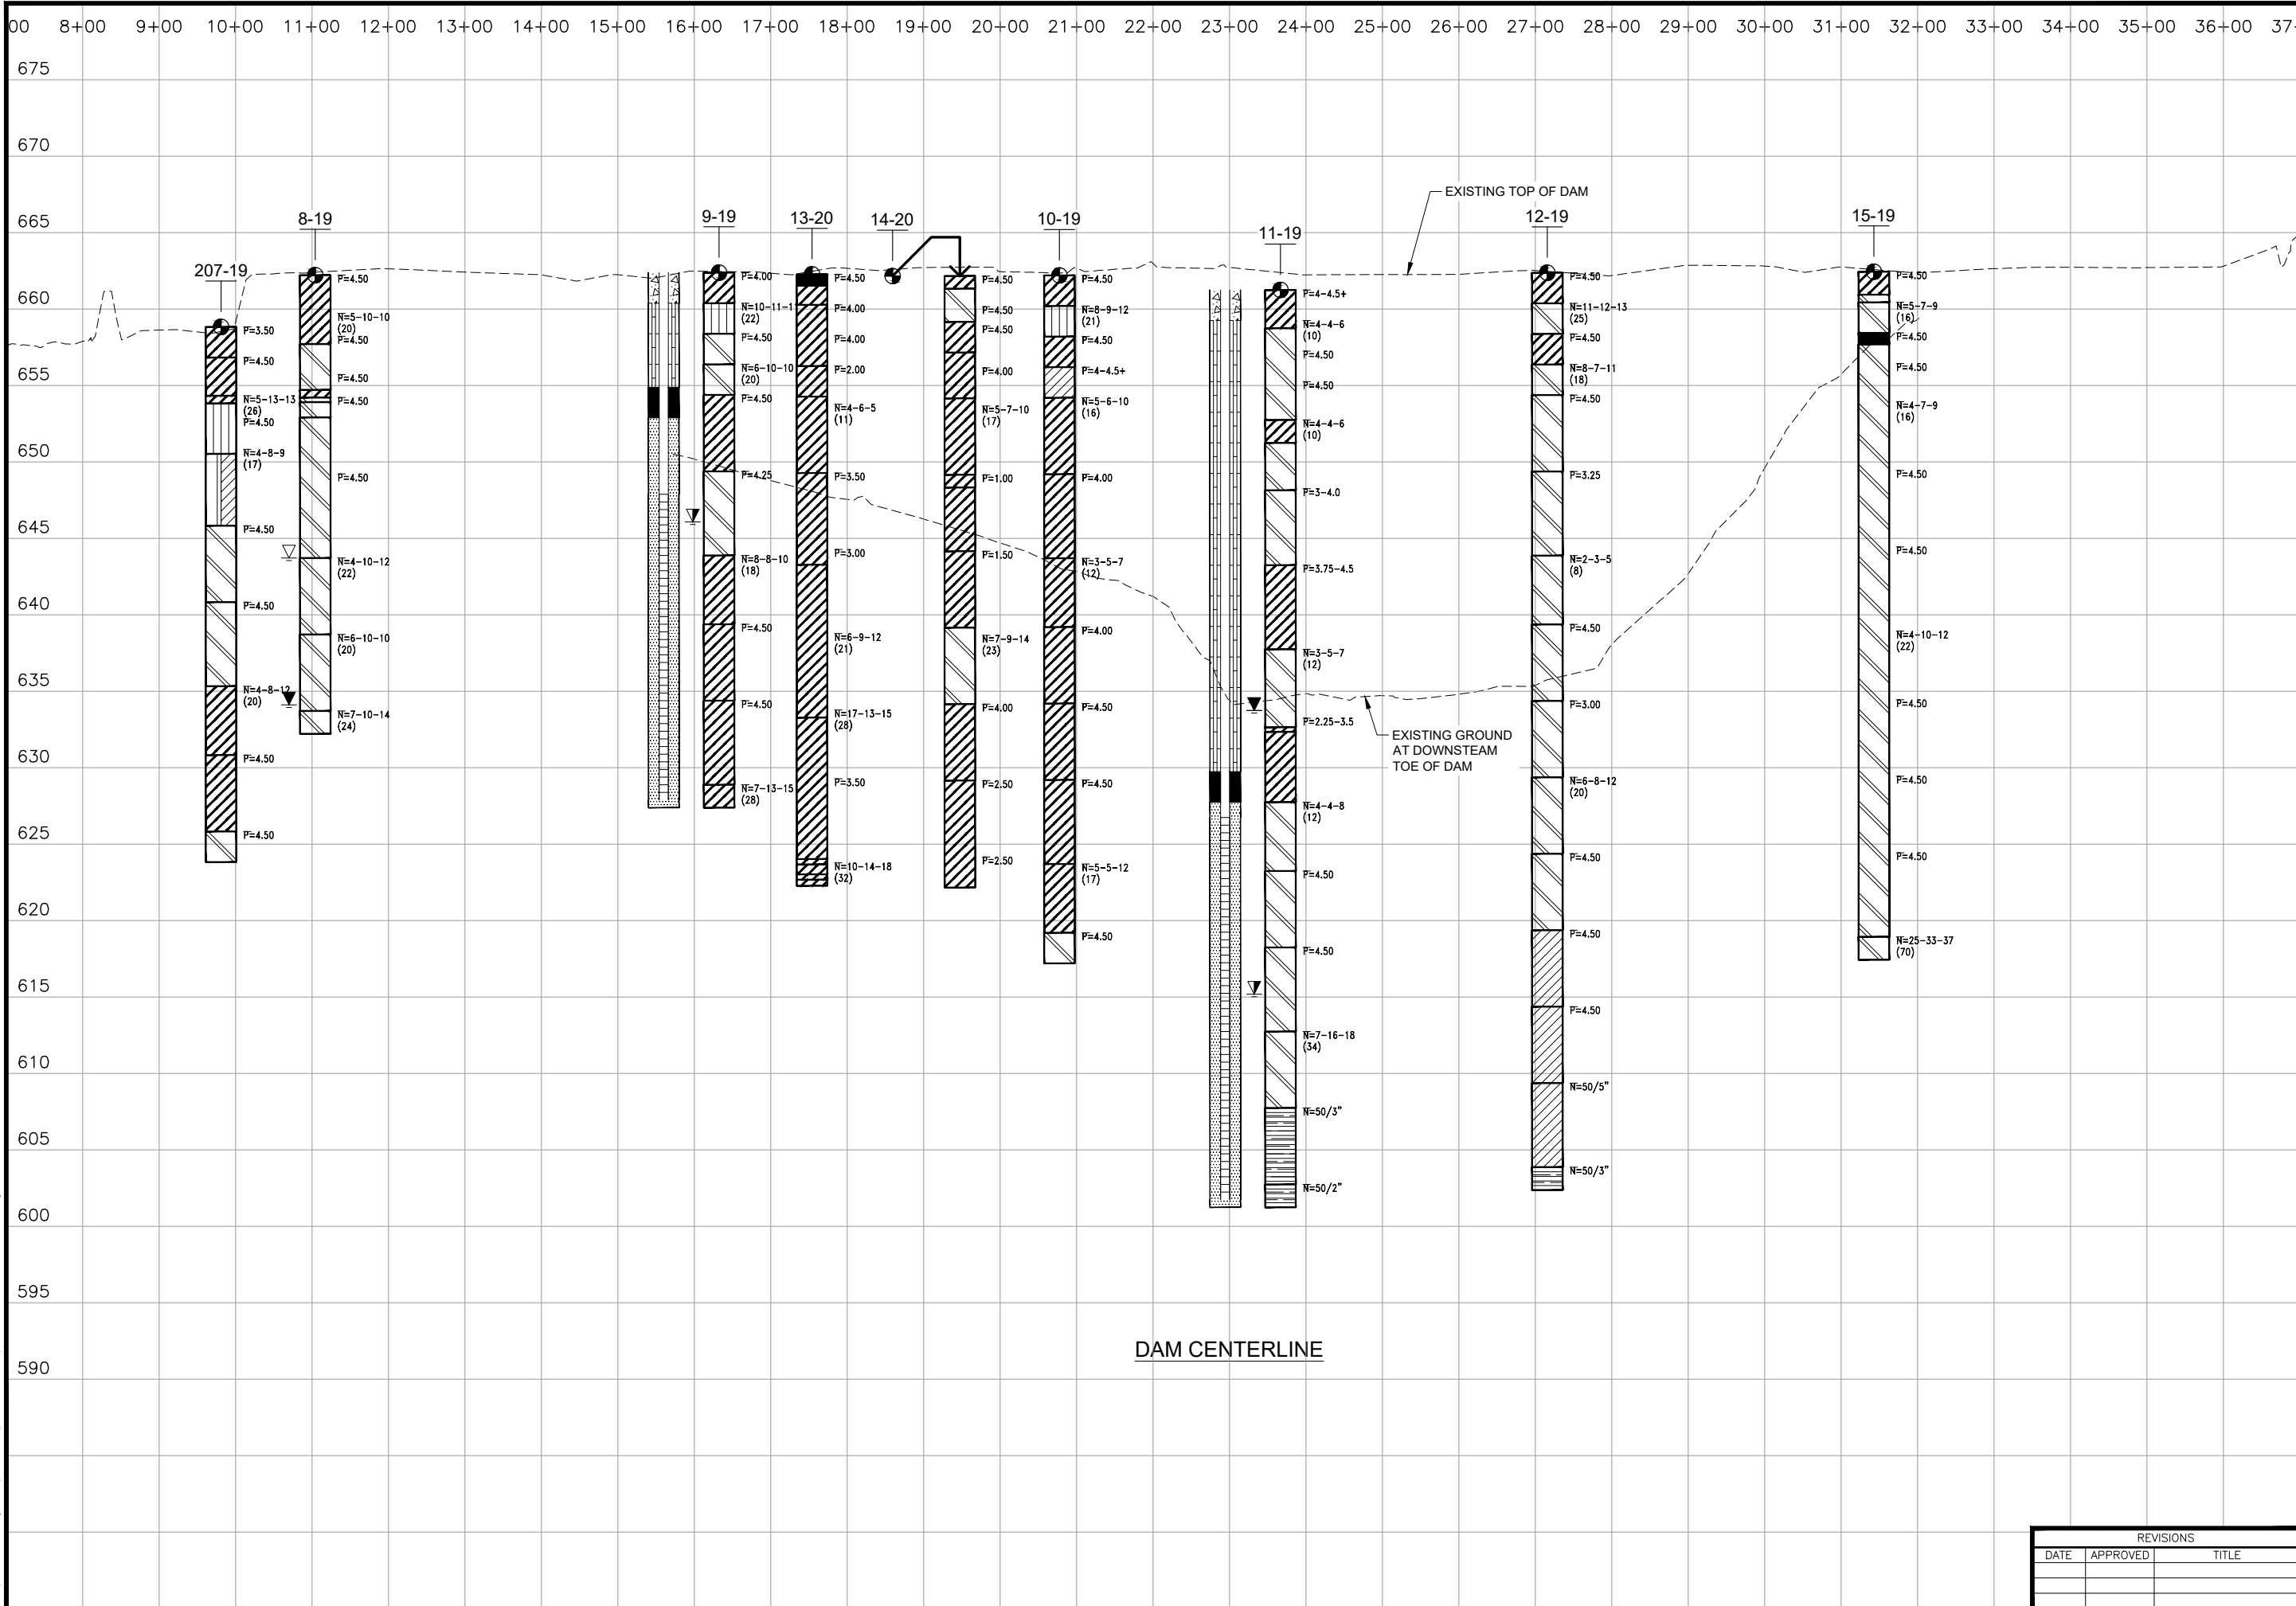 00 8+00 9+00 10+00 11+00 12+00 13+00 14+00 15+00 16+00 17+00 18+00 19+00 20+00 21+00 22+00 23+00 24+00 25+00 26+00 27+00 28+00 29+00 30+00 31+00 32+00 33+00 34+00 35+00 36+00 37+
675
670
665
660
655
650
645
640
635
630
625
620
615
610
605
600
595
590
EXISTING TOP OF DAM
207-19
P=3.50
P=4.50
N=5-13-13
(26)
P=4.50
N=4-8-9
(17)
P=4.50
P=4.50
N=4-8-12
(20)
P=4.50
P=4.50
8-19
P=4.50
N=5-10-10
(20)
P=4.50
P=4.50
P=4.50
P=4.50
N=4-10-12
(22)
N=6-10-10
(20)
N=7-10-14
(24)
9-19
P=4.00
N=10-11-1
(22)
P=4.50
N=6-10-10
(20)
P=4.50
P=4.25
N=8-8-10
(18)
P=4.50
P=4.50
N=7-13-15
(28)
13-20
P=4.50
P=4.00
P=4.00
P=2.00
N=4-6-5
(11)
P=3.50
P=3.00
N=6-9-12
(21)
N=17-13-15
(28)
P=3.50
N=10-14-18
(32)
14-20
P=4.50
P=4.50
P=4.50
P=4.00
N=5-7-10
(17)
P=1.00
P=1.50
N=7-9-14
(23)
P=4.00
P=2.50
P=2.50
10-19
P=4.50
N=8-9-12
(21)
P=4.50
P=4-4.5+
N=5-6-10
(16)
P=4.00
N=3-5-7
(12)
P=4.00
P=4.50
P=4.50
N=5-5-12
(17)
P=4.50
11-19
P=4-4.5+
N=4-4-6
(10)
P=4.50
P=4.50
N=4-4-6
(10)
P=3-4.0
P=3.75-4.5
N=3-5-7
(12)
P=2.25-3.5
N=4-4-8
(12)
P=4.50
P=4.50
N=7-16-18
(34)
N=50/3"
N=50/2"
EXISTING GROUND
AT DOWNSTEAM
TOE OF DAM
12-19
P=4.50
N=11-12-13
(25)
P=4.50
N=8-7-11
(18)
P=4.50
P=3.25
N=2-3-5
(8)
P=4.50
P=3.00
N=6-8-12
(20)
P=4.50
P=4.50
P=4.50
N=50/5"
N=50/3"
15-19
P=4.50
N=5-7-9
(16)
P=4.50
P=4.50
N=4-7-9
(16)
P=4.50
P=4.50
N=4-10-12
(22)
P=4.50
P=4.50
P=4.50
N=25-33-37
(70)
DAM CENTERLINE
REVISIONS
DATE APPROVED TITLE